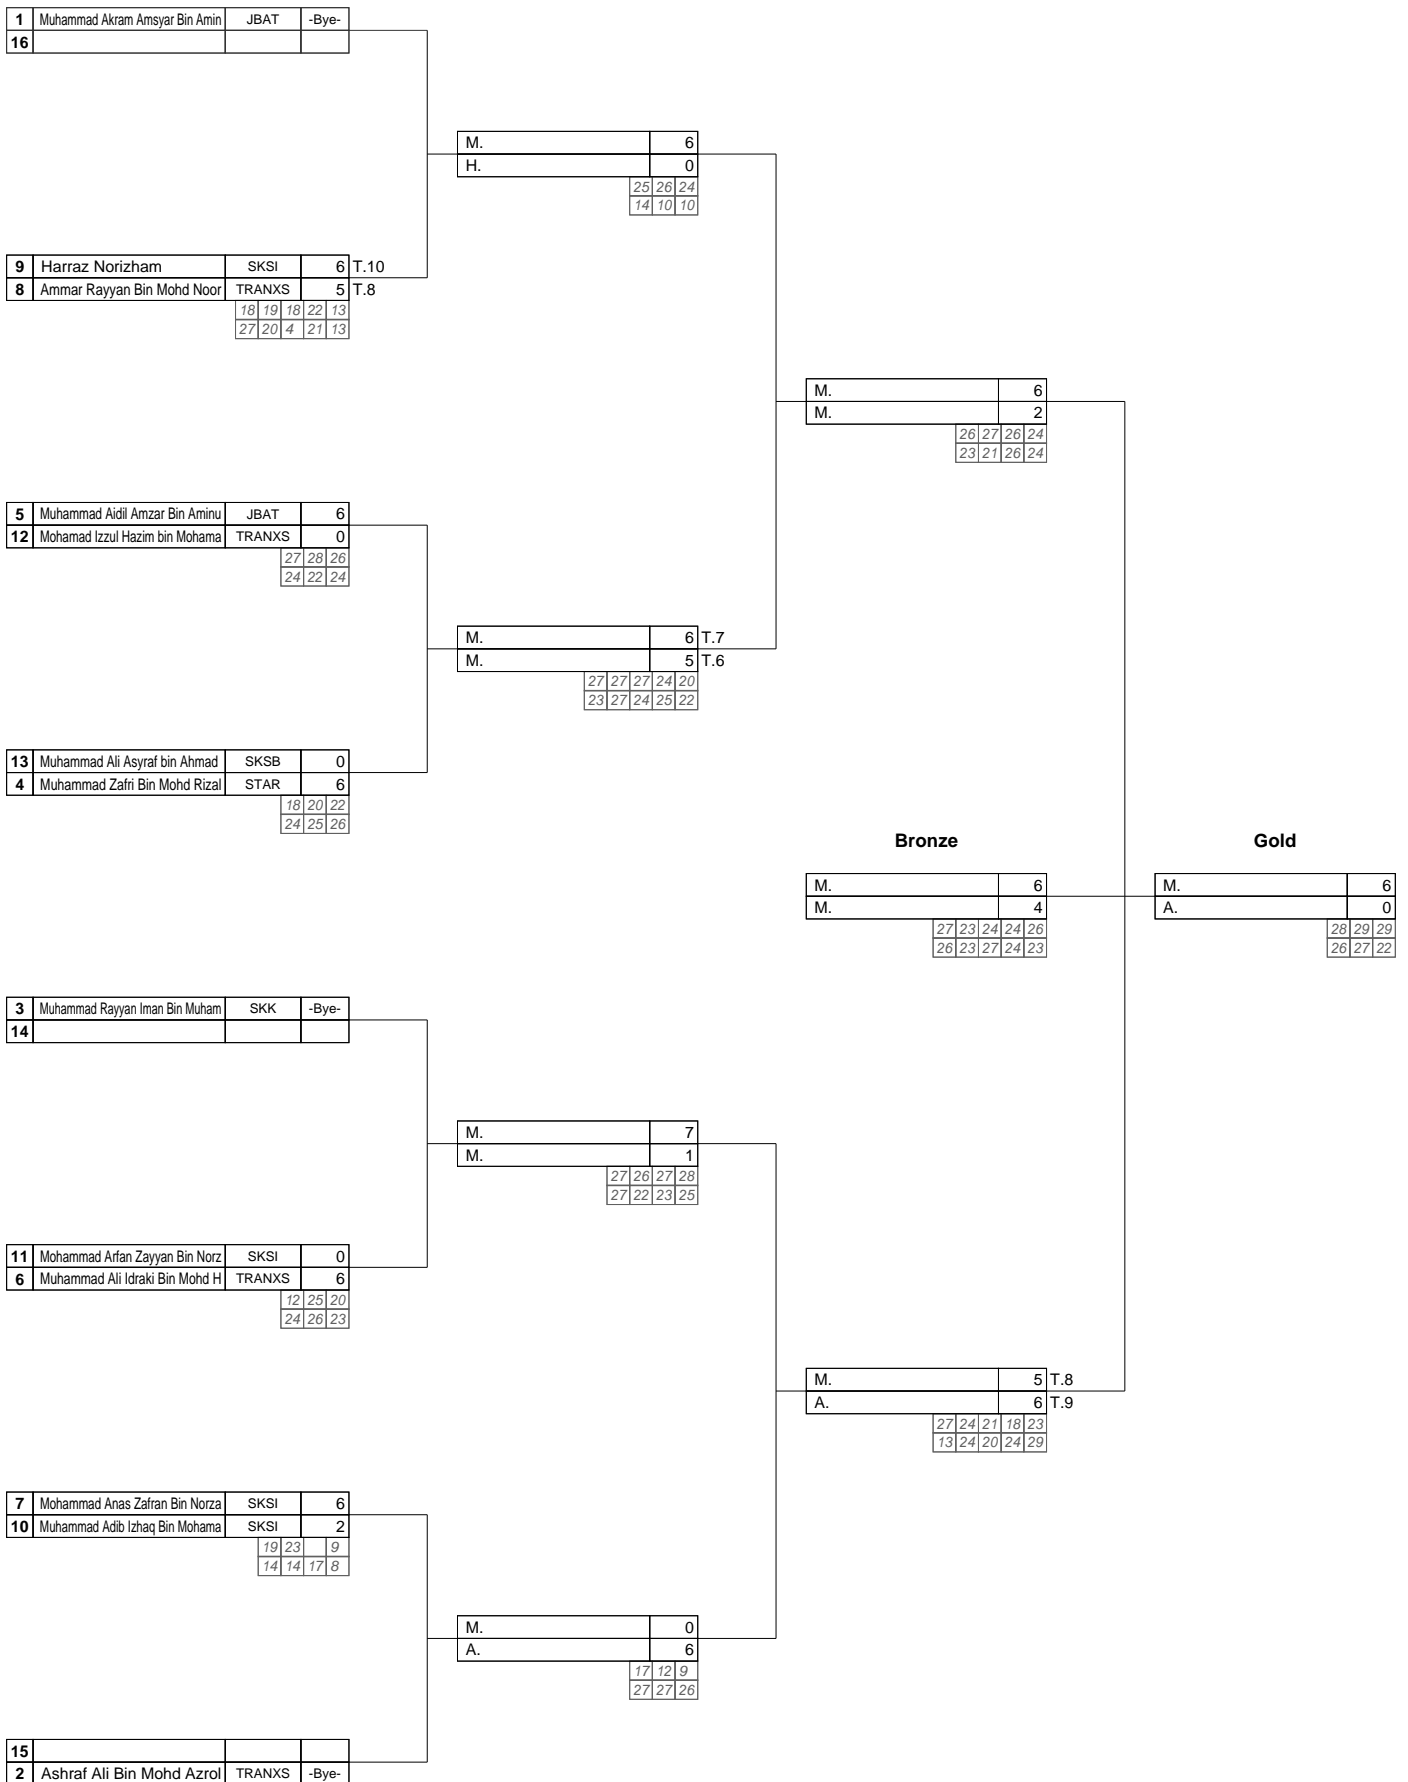 1 Muhammad Akram Amsyar Bin Amin JBAT -Bye-
16
M. 6
H. 0
25 26 24
14 10 10
9 Harraz Norizham SKSI 6 T.10
8 Ammar Rayyan Bin Mohd Noor TRANXS 5 T.8
18 19 18 22 13
27 20 4 21 13
M. 6
M. 2
26 27 26 24
23 21 26 24
5 Muhammad Aidil Amzar Bin Aminu JBAT 6
12 Mohamad Izzul Hazim bin Mohama TRANXS 0
27 28 26
24 22 24
M. 6 T.7
M. 5 T.6
27 27 27 24 20
23 27 24 25 22
13 Muhammad Ali Asyraf bin Ahmad SKSB 0
4 Muhammad Zafri Bin Mohd Rizal STAR 6
18 20 22
24 25 26
Bronze Gold
M. 6 M. 6
M. 4 A. 0
27 23 24 24 26 28 29 29
26 23 27 24 23 26 27 22
3 Muhammad Rayyan Iman Bin Muham SKK -Bye-
14
M. 7
M. 1
27 26 27 28
27 22 23 25
11 Mohammad Arfan Zayyan Bin Norz SKSI 0
6 Muhammad Ali Idraki Bin Mohd H TRANXS 6
12 25 20
24 26 23
M. 5 T.8
A. 6 T.9
27 24 21 18 23
13 24 20 24 29
7 Mohammad Anas Zafran Bin Norza SKSI 6
10 Muhammad Adib Izhaq Bin Mohama SKSI 2
19 23 9
14 14 17 8
M. 0
A. 6
17 12 9
27 27 26
15
2 Ashraf Ali Bin Mohd Azrol TRANXS -Bye-